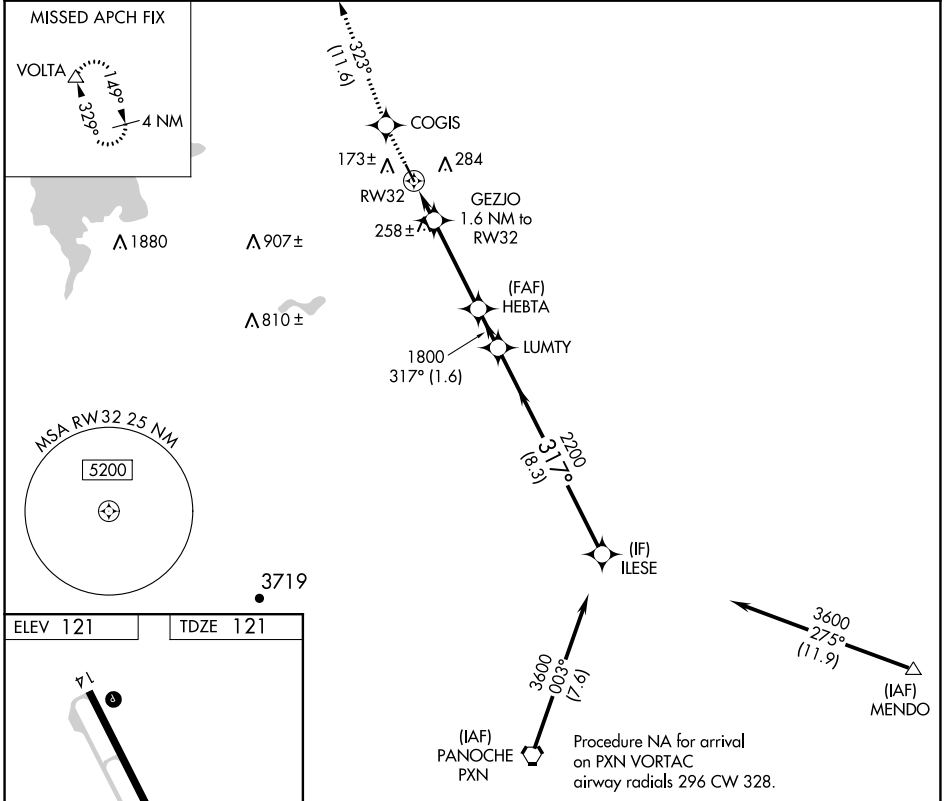 MISSED APCH FIX
VOLTA
149°
329°
4 NM
323°
(11.6)
COGIS
173±
284
RW32
GEZJO
1.6 NM to
RW32
258±
1880
907±
(FAF)
HEBTA
810±
LUMTY
1800
317° (1.6)
MSA RW32 25 NM
5200
2200
317°
(8.3)
(IF)
ILESE
3719
ELEV 121
TDZE 121
3600
275°
(11.9)
3600
003°
(7.6)
(IAF)
MENDO
14
(IAF)
PANOCHE
PXN
Procedure NA for arrival
on PXN VORTAC
airway radials 296 CW 328.